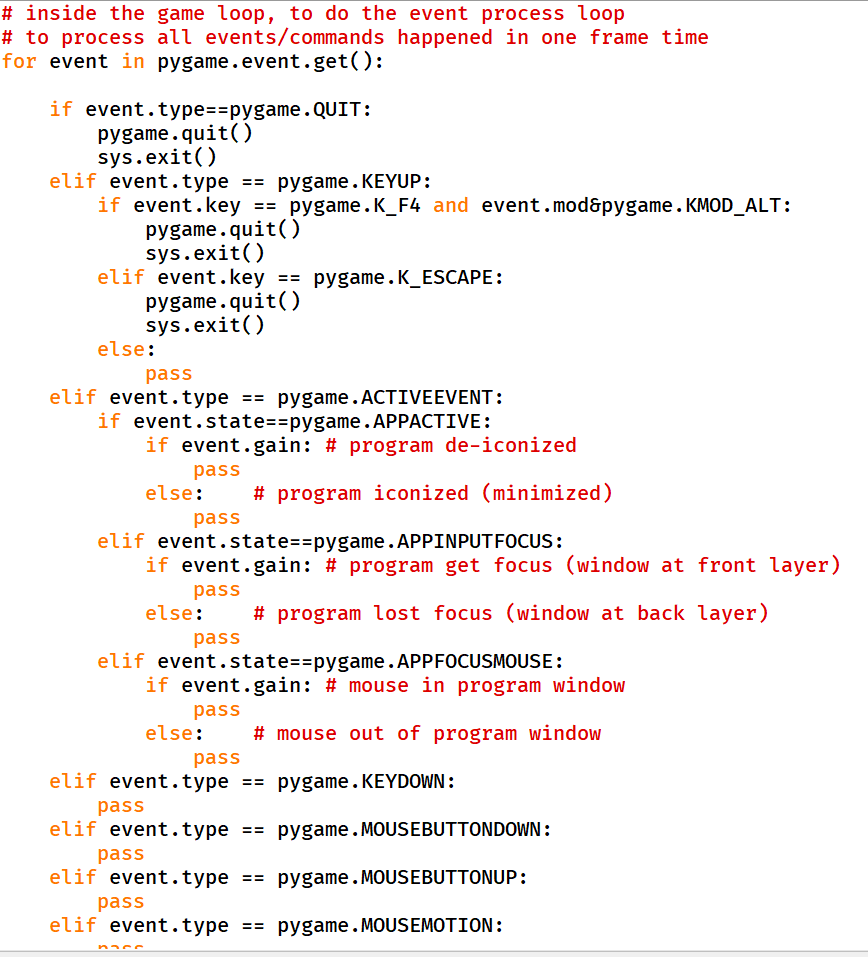 # inside the game loop, to do the event process loop
# to process all events/commands happened in one frame time
for event in pygame.event.get():

    if event.type==pygame.QUIT:
        pygame.quit()
        sys.exit()
    elif event.type == pygame.KEYUP:
        if event.key == pygame.K_F4 and event.mod&pygame.KMOD_ALT:
            pygame.quit()
            sys.exit()
        elif event.key == pygame.K_ESCAPE:
            pygame.quit()
            sys.exit()
        else:
            pass
    elif event.type == pygame.ACTIVEEVENT:
        if event.state==pygame.APPACTIVE:
            if event.gain: # program de-iconized
                pass
            else:    # program iconized (minimized)
                pass
        elif event.state==pygame.APPINPUTFOCUS:
            if event.gain: # program get focus (window at front layer)
                pass
            else:    # program lost focus (window at back layer)
                pass
        elif event.state==pygame.APPFOCUSMOUSE:
            if event.gain: # mouse in program window
                pass
            else:    # mouse out of program window
                pass
    elif event.type == pygame.KEYDOWN:
        pass
    elif event.type == pygame.MOUSEBUTTONDOWN:
        pass
    elif event.type == pygame.MOUSEBUTTONUP:
        pass
    elif event.type == pygame.MOUSEMOTION:
        pass